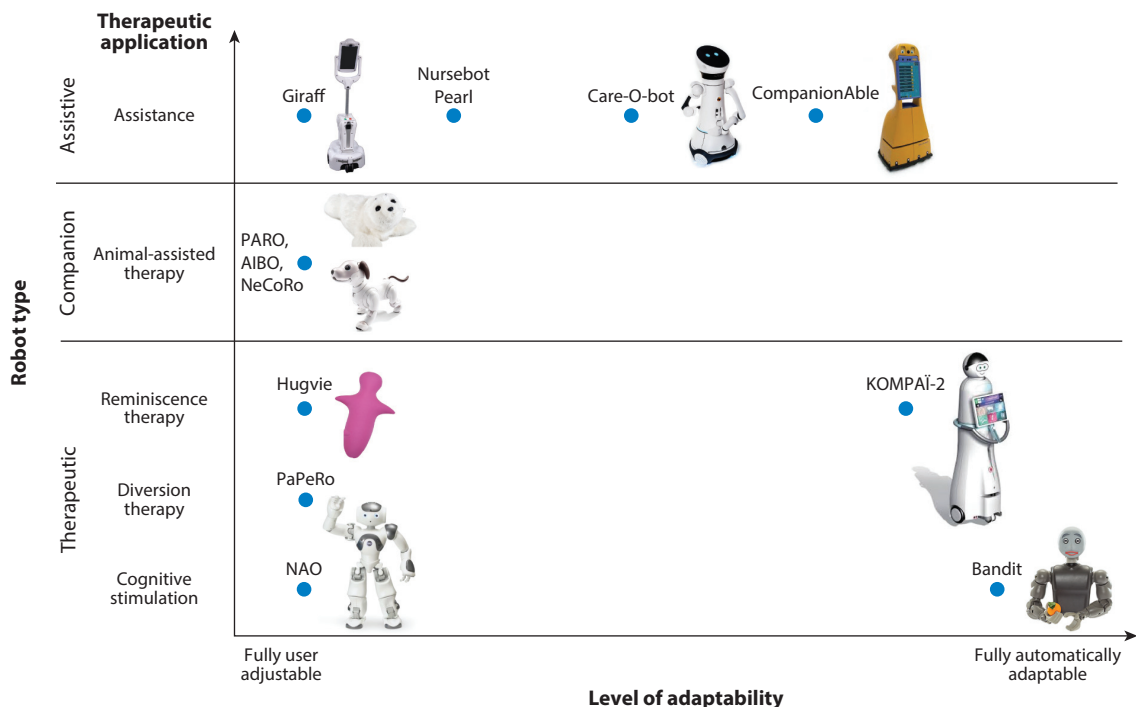 Therapeutic
application
Robot type
Assistive
Assistance
Giraff
Nursebot
Pearl
Care-O-bot
CompanionAble
Companion
Animal-assisted
therapy
PARO,
AIBO,
NeCoRo
Therapeutic
Reminiscence
therapy
Hugvie
KOMPAÏ-2
Diversion
therapy
PaPeRo
Cognitive
stimulation
NAO
Bandit
Fully user
adjustable
Fully automatically
adaptable
Level of adaptability